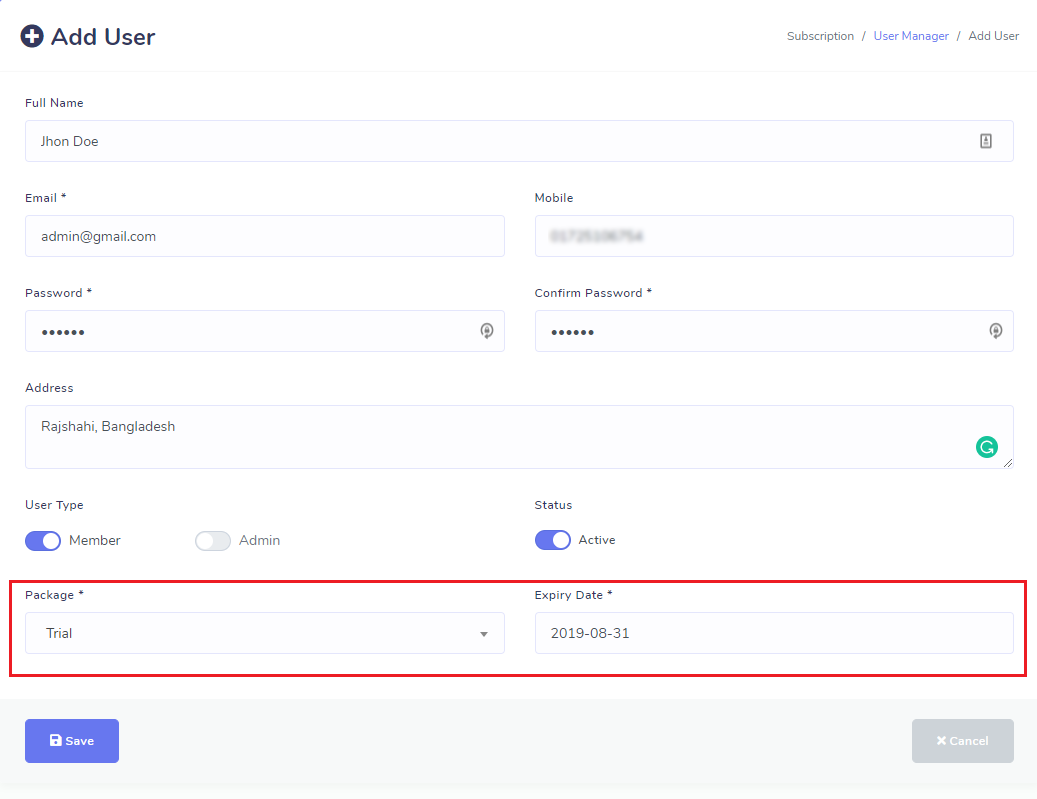 Add User
Subscription / User Manager / Add User
Full Name
Jhon Doe
Email * Mobile
admin@gmail.com
Password * Confirm Password *
•••••• ••••••
Address
Rajshahi, Bangladesh
User Type Status
Member Admin Active
Package * Expiry Date *
Trial 2019-08-31
Save Cancel